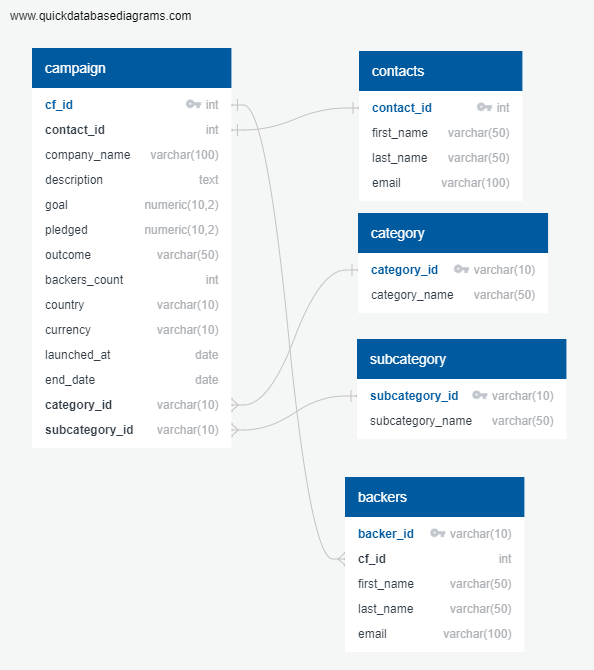 www.quickdatabasediagrams.com
campaign
cf_id int
contact_id int
company_name varchar(100)
description text
goal numeric(10,2)
pledged numeric(10,2)
outcome varchar(50)
backers_count int
country varchar(10)
currency varchar(10)
launched_at date
end_date date
category_id varchar(10)
subcategory_id varchar(10)
contacts
contact_id int
first_name varchar(50)
last_name varchar(50)
email varchar(100)
category
category_id varchar(10)
category_name varchar(50)
subcategory
subcategory_id varchar(10)
subcategory_name varchar(50)
backers
backer_id varchar(10)
cf_id int
first_name varchar(50)
last_name varchar(50)
email varchar(100)